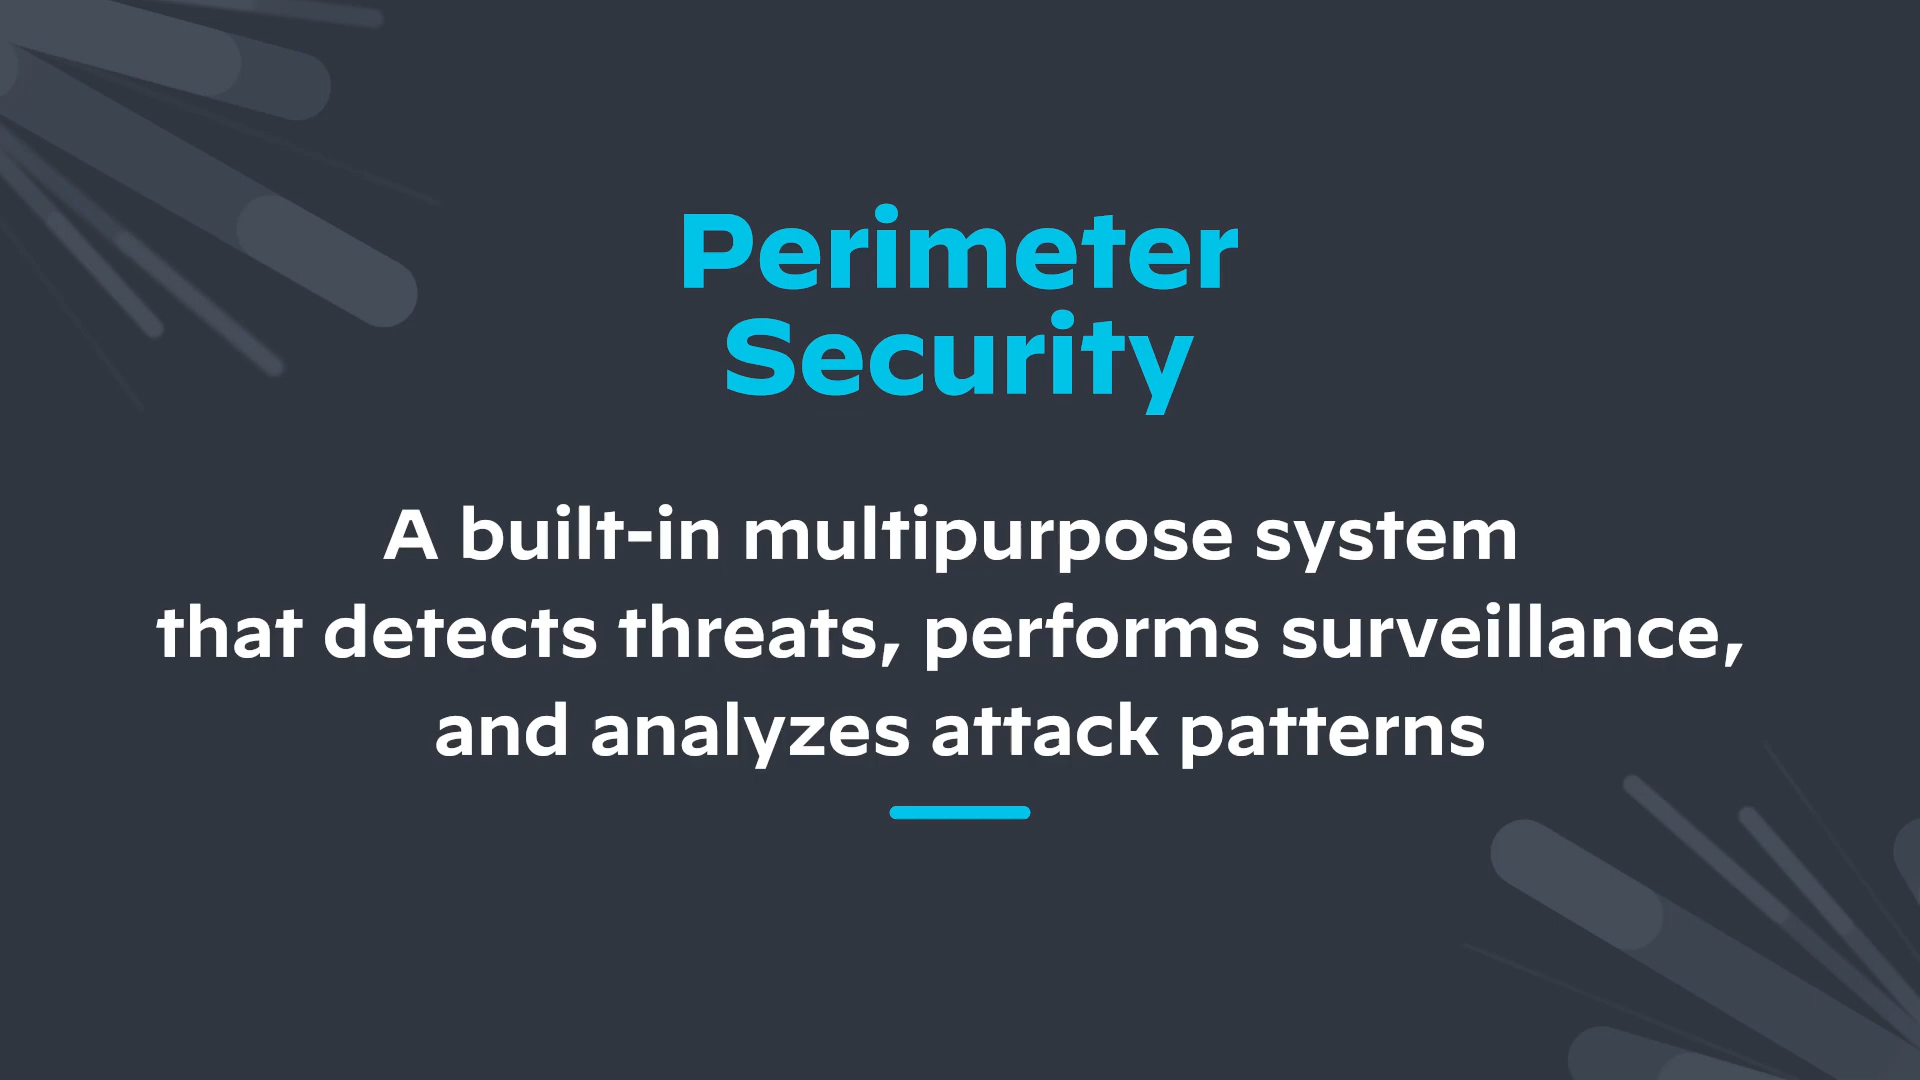 Perimeter
Security
A built-in multipurpose system
that detects threats, performs surveillance,
and analyzes attack patterns